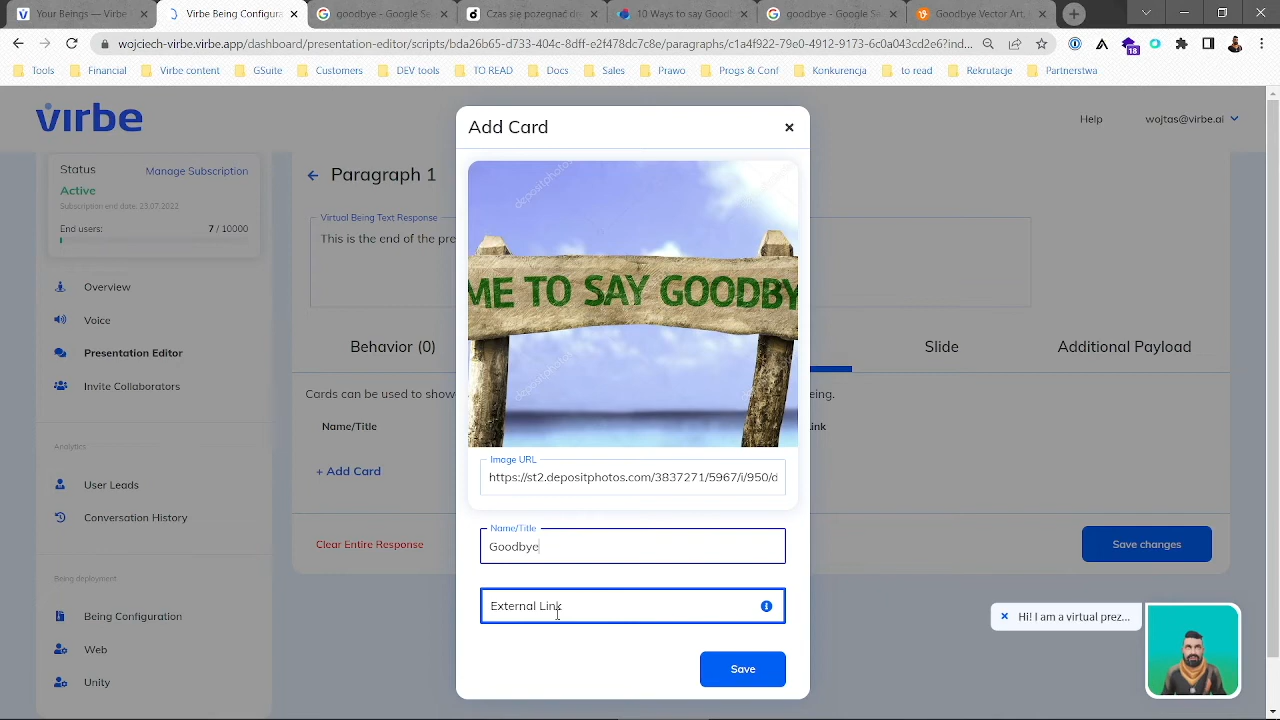 Your Beings — Virbe
Virbe Being Configura
goodbye - Google Se
Czas się pożegnać de
10 Ways to say Goodb
goodbye - Google Se
Goodbye Vector Art,
wojciech-w.virbe.app/dashboard/presentation-editor/scripts/fda26b65-d733-404c-8dff-e2f478dc7c8e/paragraphs/c1a4f922-79e0-4912-9173-6c0a043cd2e6?ind...
18
Tools
Financial
Virbe content
GSuite
Customers
DEV tools
TO READ
Docs
Sales
Prawo
Progs & Conf
Konkurencja
to read
Rekrutacje
Partnerstwa
virbe
Help
wojtas@virbe.ai
Status
Manage Subscription
Active
Subscription end date: 23.07.2022
End users:
7 / 10000
Overview
Voice
Presentation Editor
Invite Collaborators
Analytics
User Leads
Conversation History
Being deployment
Being Configuration
Web
Unity
Paragraph 1
Virtual Being Text Response
This is the end of the pre
Behavior (0)
Slide
Additional Payload
Cards can be used to show
ing.
Name/Title
Link
+ Add Card
Clear Entire Response
Save changes
Add Card
×
depositphotos
ME TO SAY GOODBY
depositphotos
Image URL
https://st2.depositphotos.com/3837271/5967/i/950/d
Name/Title
Goodbye
External Link
Save
Hi! I am a virtual prez...